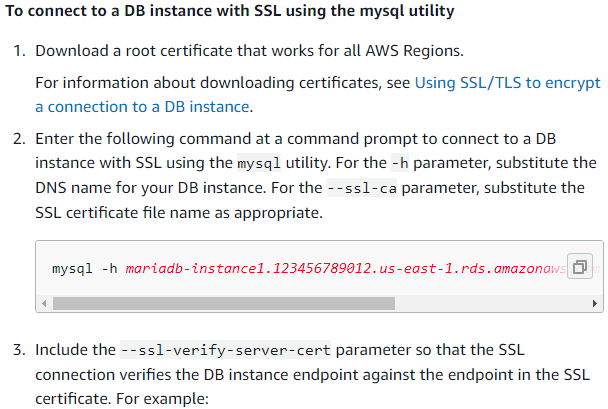 To connect to a DB instance with SSL using the mysql utility
1. Download a root certificate that works for all AWS Regions.
For information about downloading certificates, see Using SSL/TLS to encrypt
a connection to a DB instance.
2. Enter the following command at a command prompt to connect to a DB
instance with SSL using the mysql utility. For the -h parameter, substitute the
DNS name for your DB instance. For the --ssl-ca parameter, substitute the
SSL certificate file name as appropriate.
mysql -h mariadb-instance1.123456789012.us-east-1.rds.amazonaws
3. Include the --ssl-verify-server-cert parameter so that the SSL
connection verifies the DB instance endpoint against the endpoint in the SSL
certificate. For example: